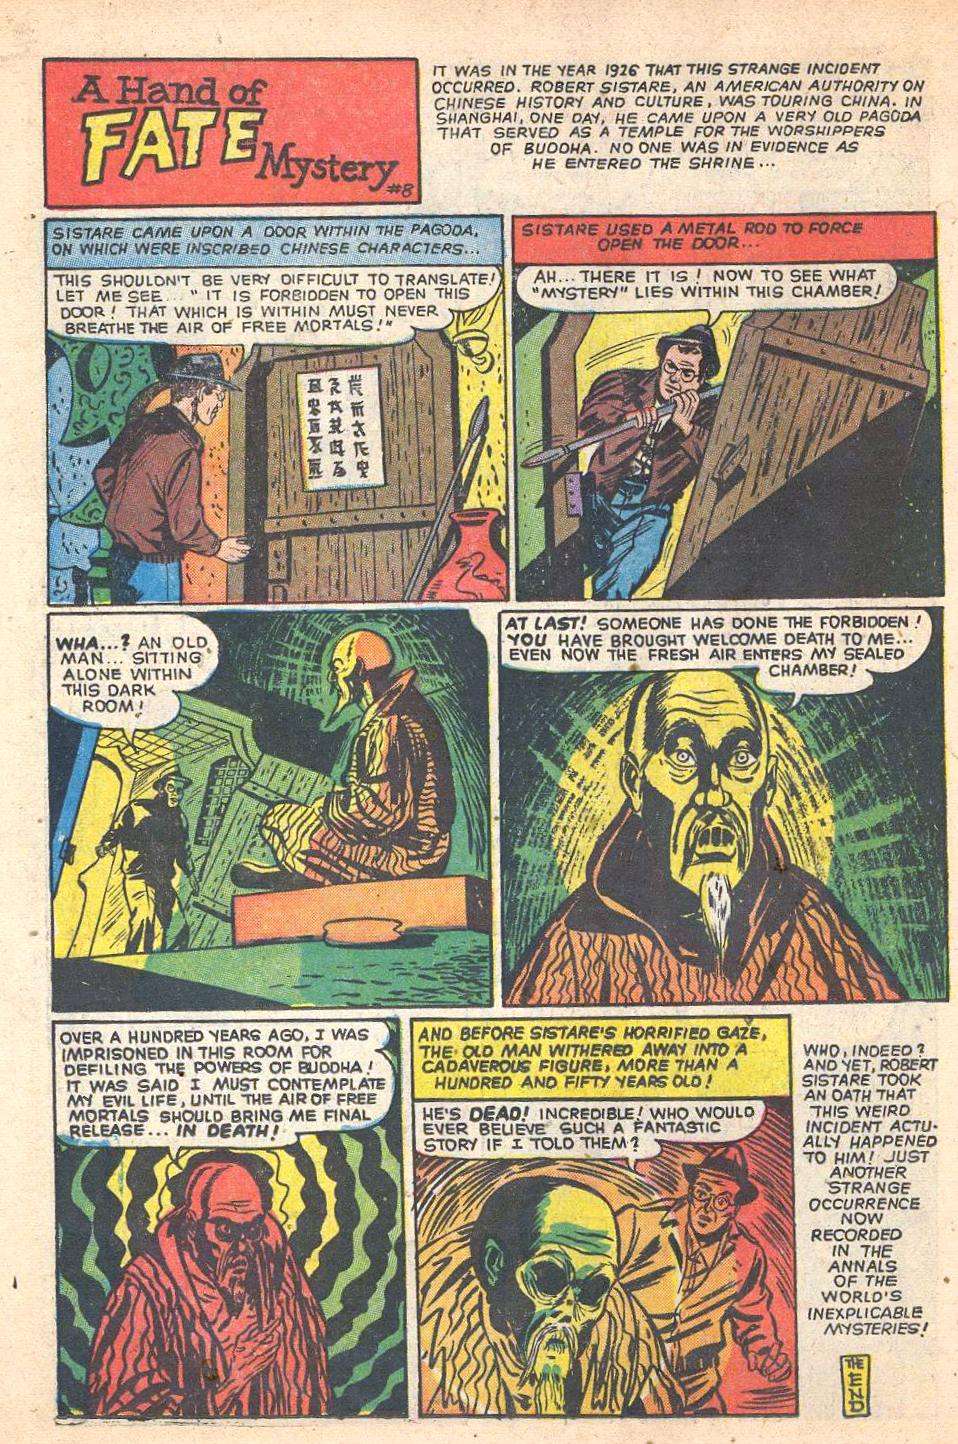 A Hand of
FATE
Mystery
#8
IT WAS IN THE YEAR 1926 THAT THIS STRANGE INCIDENT
OCCURRED. ROBERT SISTARE, AN AMERICAN AUTHORITY ON
CHINESE HISTORY AND CULTURE, WAS TOURING CHINA. IN
SHANGHAI, ONE DAY, HE CAME UPON A VERY OLD PAGODA
THAT SERVED AS A TEMPLE FOR THE WORSHIPPERS
OF BUDDHA. NO ONE WAS IN EVIDENCE AS
HE ENTERED THE SHRINE...
SISTARE CAME UPON A DOOR WITHIN THE PAGODA,
ON WHICH WERE INSCRIBED CHINESE CHARACTERS...
THIS SHOULDN'T BE VERY DIFFICULT TO TRANSLATE!
LET ME SEE... "IT IS FORBIDDEN TO OPEN THIS
DOOR! THAT WHICH IS WITHIN MUST NEVER
BREATHE THE AIR OF FREE MORTALS!"
SISTARE USED A METAL ROD TO FORCE
OPEN THE DOOR...
AH... THERE IT IS! NOW TO SEE WHAT
"MYSTERY" LIES WITHIN THIS CHAMBER!
WHA...? AN OLD
MAN... SITTING
ALONE WITHIN
THIS DARK
ROOM!
AT LAST! SOMEONE HAS DONE THE FORBIDDEN!
YOU HAVE BROUGHT WELCOME DEATH TO ME...
EVEN NOW THE FRESH AIR ENTERS MY SEALED
CHAMBER!
OVER A HUNDRED YEARS AGO, I WAS
IMPRISONED IN THIS ROOM FOR
DEFILING THE POWERS OF BUDDHA!
IT WAS SAID I MUST CONTEMPLATE
MY EVIL LIFE, UNTIL THE AIR OF FREE
MORTALS SHOULD BRING ME FINAL
RELEASE... IN DEATH!
AND BEFORE SISTARE'S HORRIFIED GAZE,
THE OLD MAN WITHERED AWAY INTO A
CADAVEROUS FIGURE, MORE THAN A
HUNDRED AND FIFTY YEARS OLD!
HE'S DEAD! INCREDIBLE! WHO WOULD
EVER BELIEVE SUCH A FANTASTIC
STORY IF I TOLD THEM?
WHO, INDEED?
AND YET, ROBERT
SISTARE TOOK
AN OATH THAT
THIS WEIRD
INCIDENT ACTU-
ALLY HAPPENED
TO HIM! JUST
ANOTHER
STRANGE
OCCURRENCE
NOW
RECORDED
IN THE
ANNALS
OF THE
WORLD'S
INEXPLICABLE
MYSTERIES!
THE
END